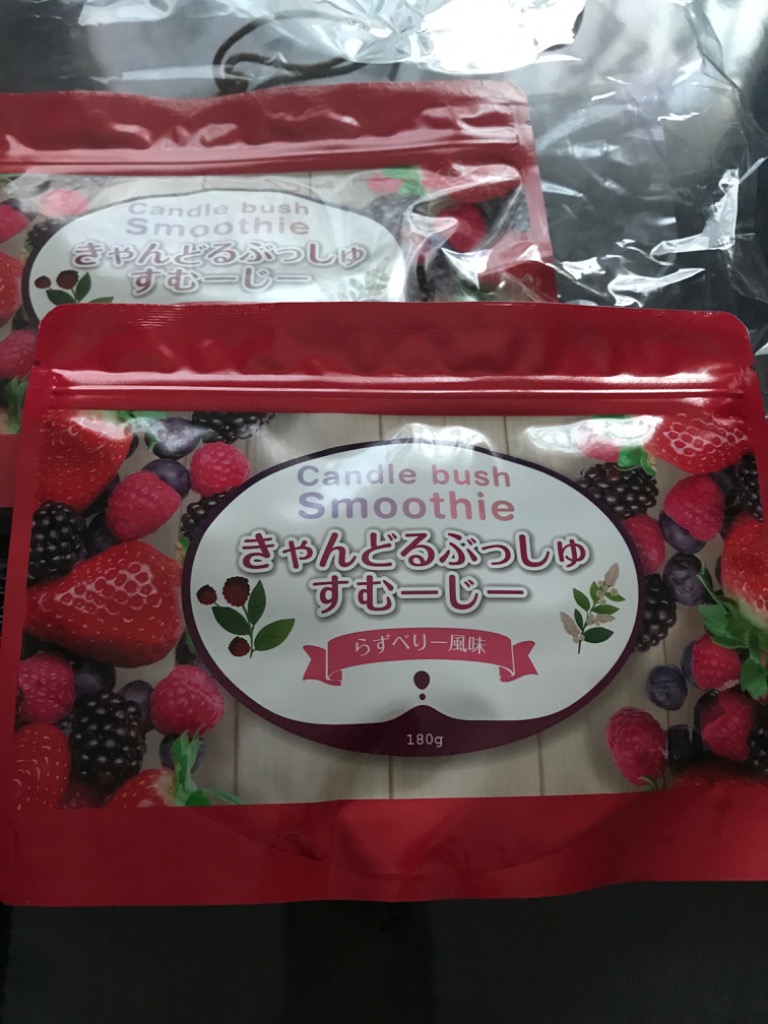 Candle bush
Smoothie
きゃんどるぶっしゅ
すむーじー
Candle bush
Smoothie
きゃんどるぶっしゅ
すむーじー
らずべりー風味
180g